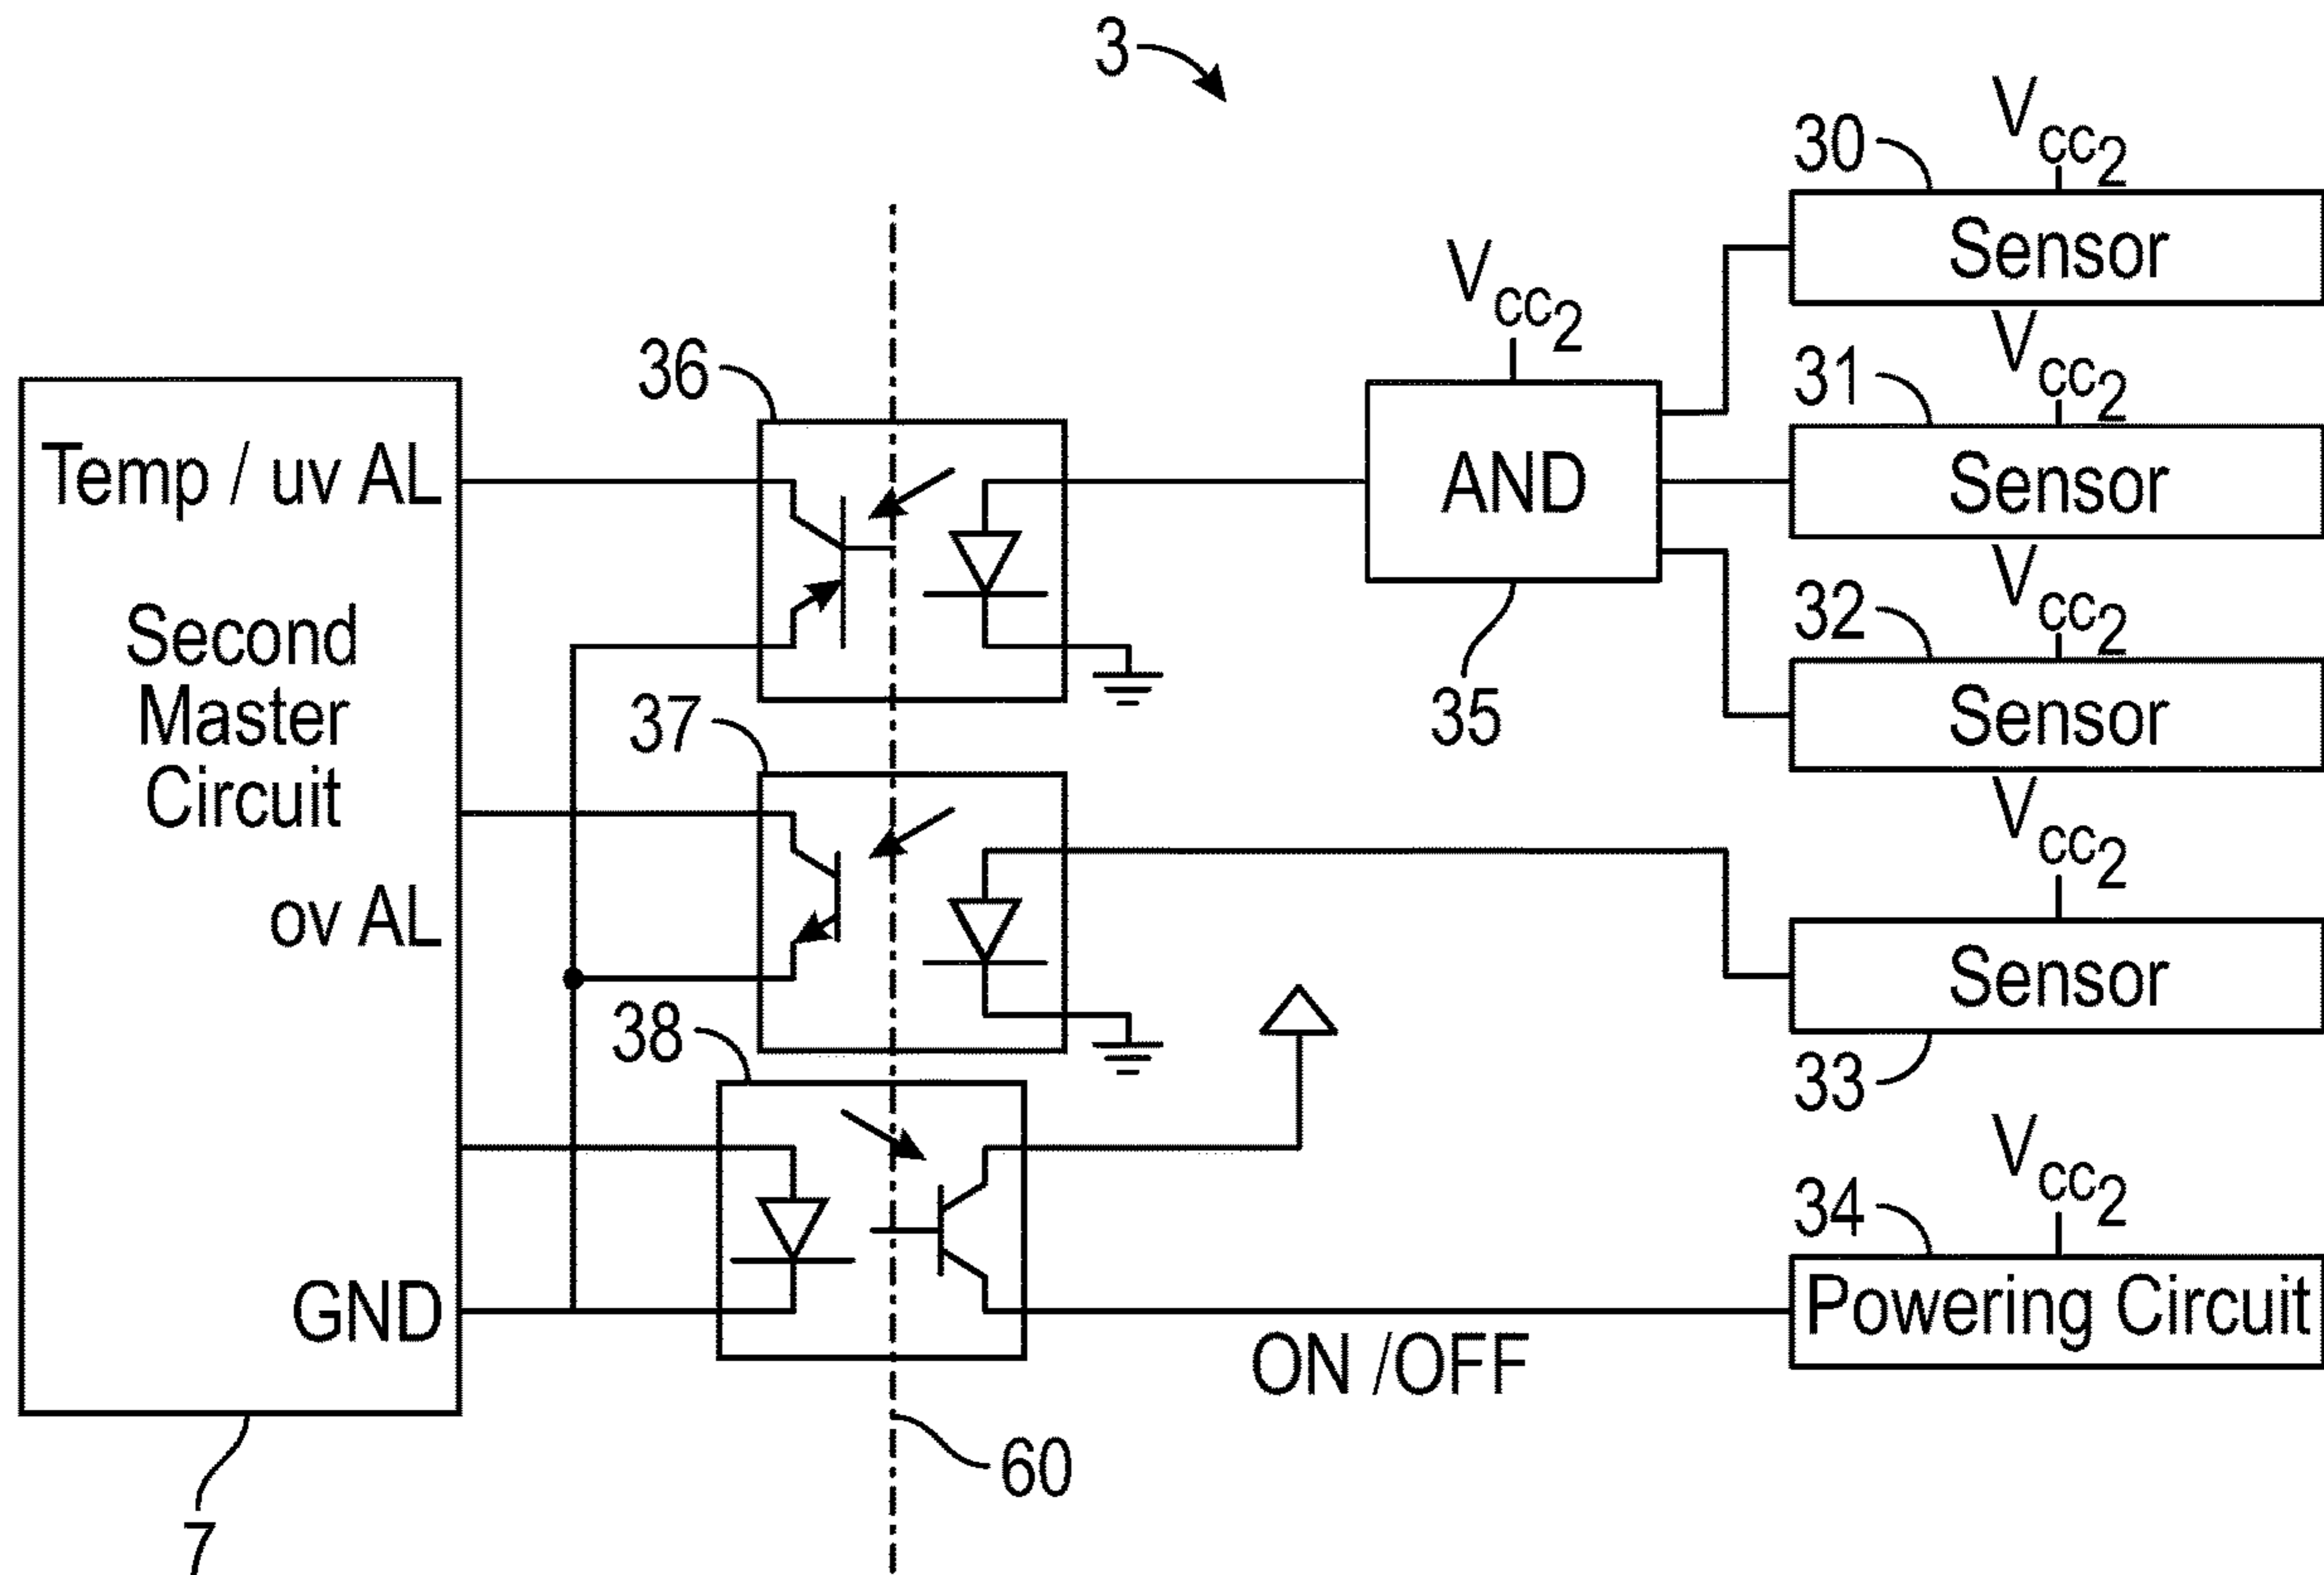 3
30
Vcc2
Sensor
31
Vcc2
Sensor
32
Vcc2
Sensor
Vcc2
Sensor
33
34
Vcc2
Powering Circuit
Vcc2
AND
35
36
37
38
Temp / uv AL
Second
Master
Circuit
ov AL
GND
ON /OFF
60
7